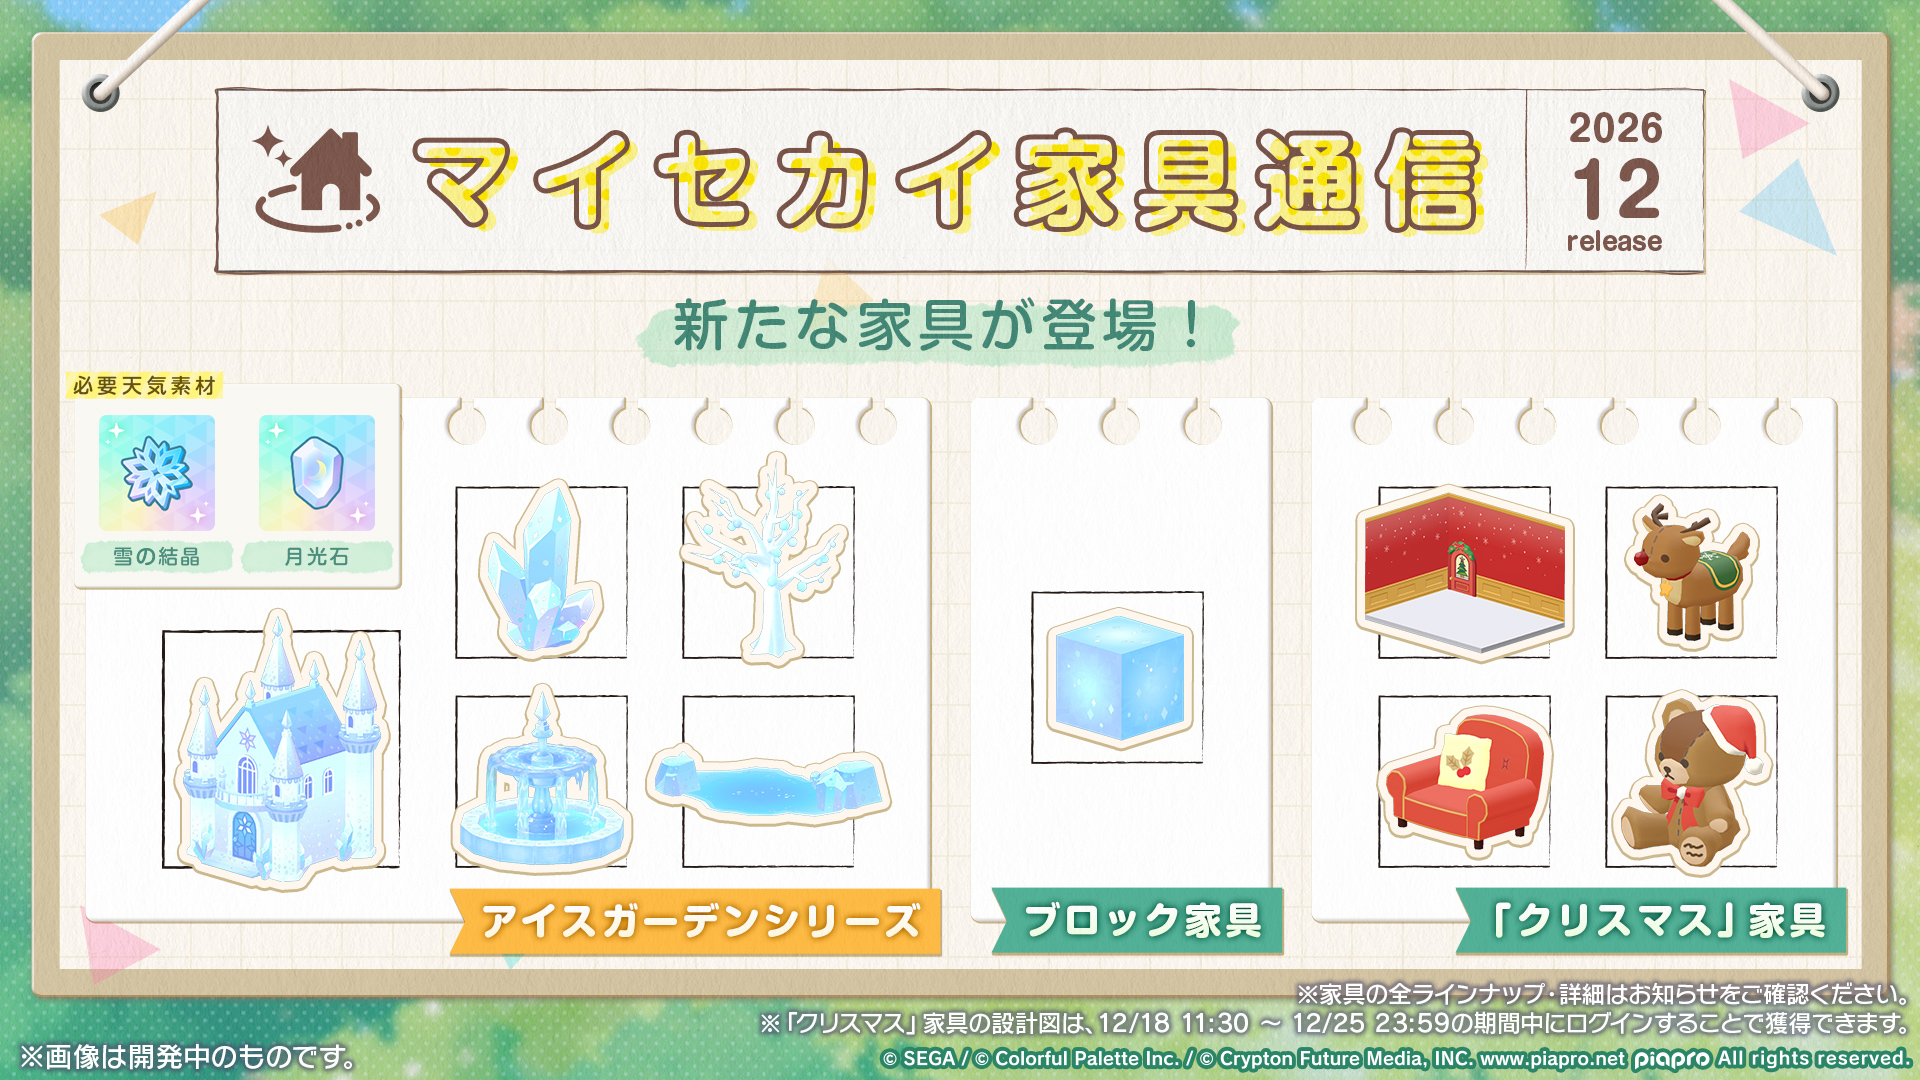 マイセカイ家具通信
2026
12
release
新たな家具が登場！
必要天気素材
雪の結晶
月光石
アイスガーデンシリーズ
ブロック家具
「クリスマス」家具
※家具の全ラインナップ・詳細はお知らせをご確認ください。
※「クリスマス」家具の設計図は、12/18 11:30 ～ 12/25 23:59の期間中にログインすることで獲得できます。
※画像は開発中のものです。
© SEGA / © Colorful Palette Inc. / © Crypton Future Media, INC. www.piapro.net piapro All rights reserved.